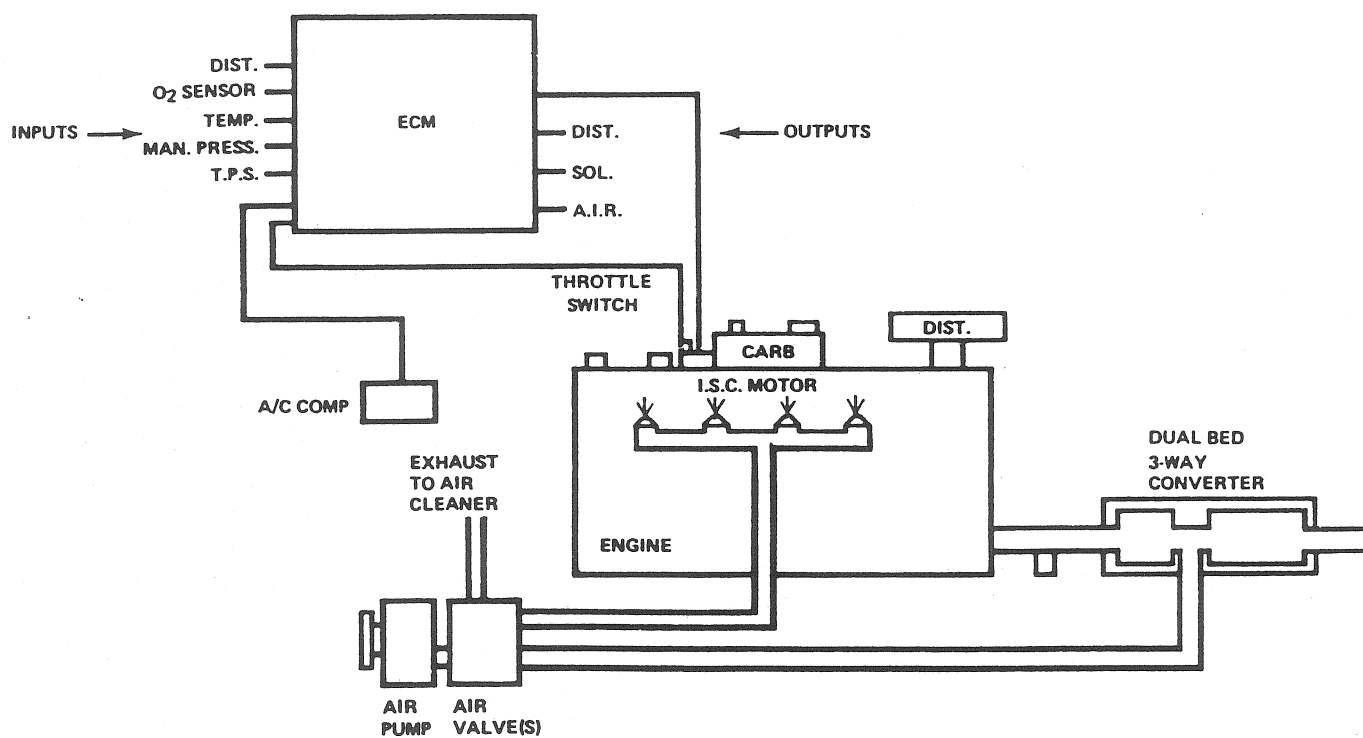 DIST.
O2 SENSOR
TEMP.
MAN. PRESS.
T.P.S.
INPUTS
ECM
DIST.
SOL.
A.I.R.
OUTPUTS
THROTTLE
SWITCH
CARB
DIST.
I.S.C. MOTOR
A/C COMP
EXHAUST
TO AIR
CLEANER
ENGINE
DUAL BED
3-WAY
CONVERTER
AIR
PUMP
AIR
VALVE(S)